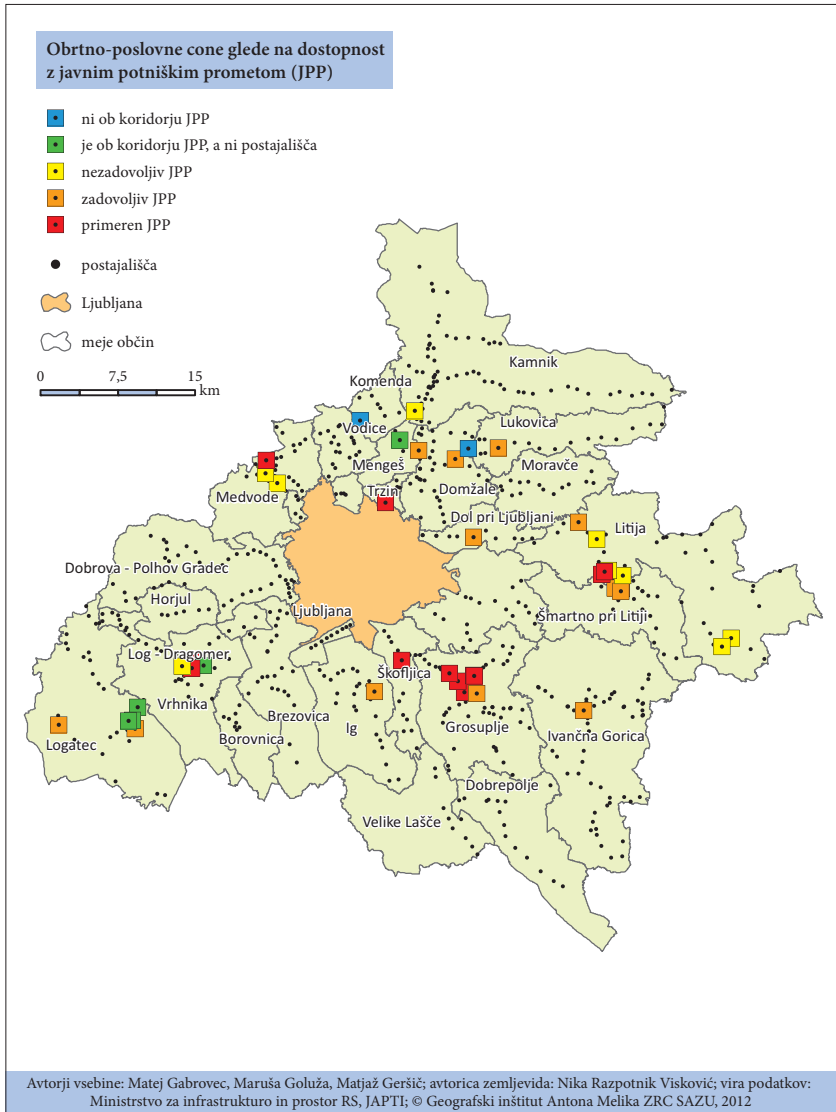 Obrtno-poslovne cone glede na dostopnost
z javnim potniškim prometom (JPP)
ni ob koridorju JPP
je ob koridorju JPP, a ni postajališča
nezadovoljiv JPP
zadovoljiv JPP
primeren JPP
postajališča
Ljubljana
meje občin
0 7,5 15
km
Kamnik
Komenda
Lukovica
Vodice
Mengeš
Moravče
Medvode
Trzin
Domžale
Dol pri Ljubljani
Litija
Dobrova - Polhov Gradec
Horjul
Ljubljana
Šmartno pri Litiji
Log - Dragomer
Škofljica
Vrhnika
Brezovica
Ig
Grosuplje
Ivančna Gorica
Logatec
Borovnica
Dobrepolje
Velike Lašče
Avtorji vsebine: Matej Gabrovec, Maruša Goluža, Matjaž Geršič; avtorica zemljevida: Nika Razpotnik Visković; vira podatkov:
Ministrstvo za infrastrukturo in prostor RS, JAPTI; © Geografski inštitut Antona Melika ZRC SAZU, 2012